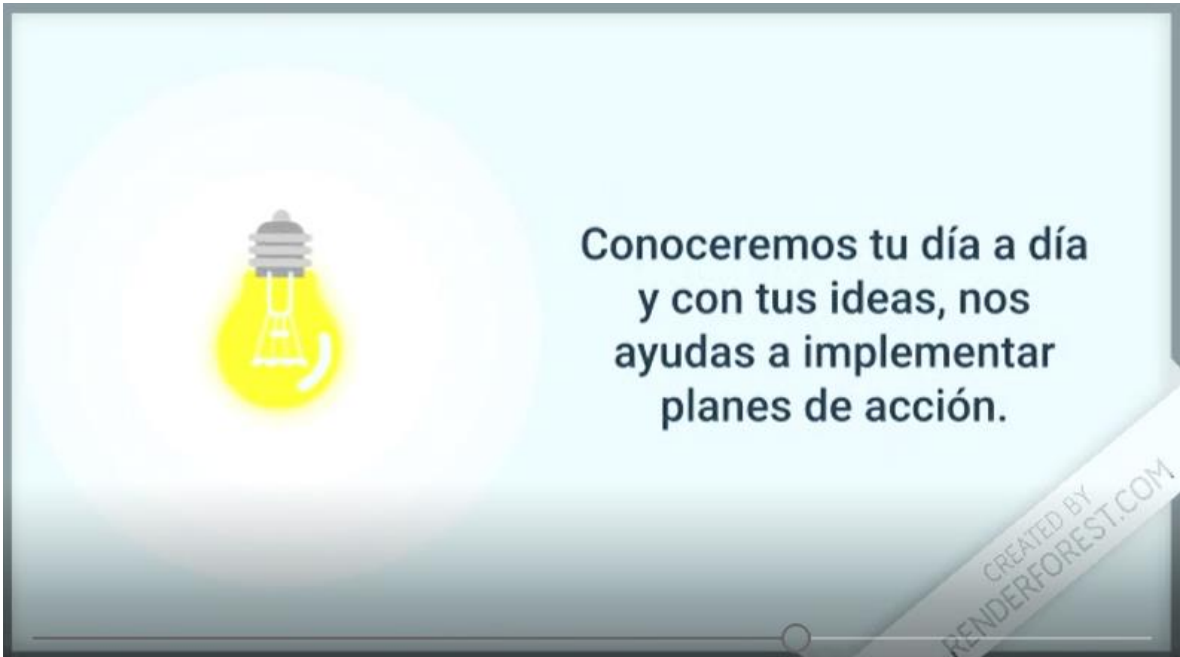 Conoceremos tu día a día
y con tus ideas, nos
ayudas a implementar
planes de acción.
CREATED BY
RENDERFOREST.COM